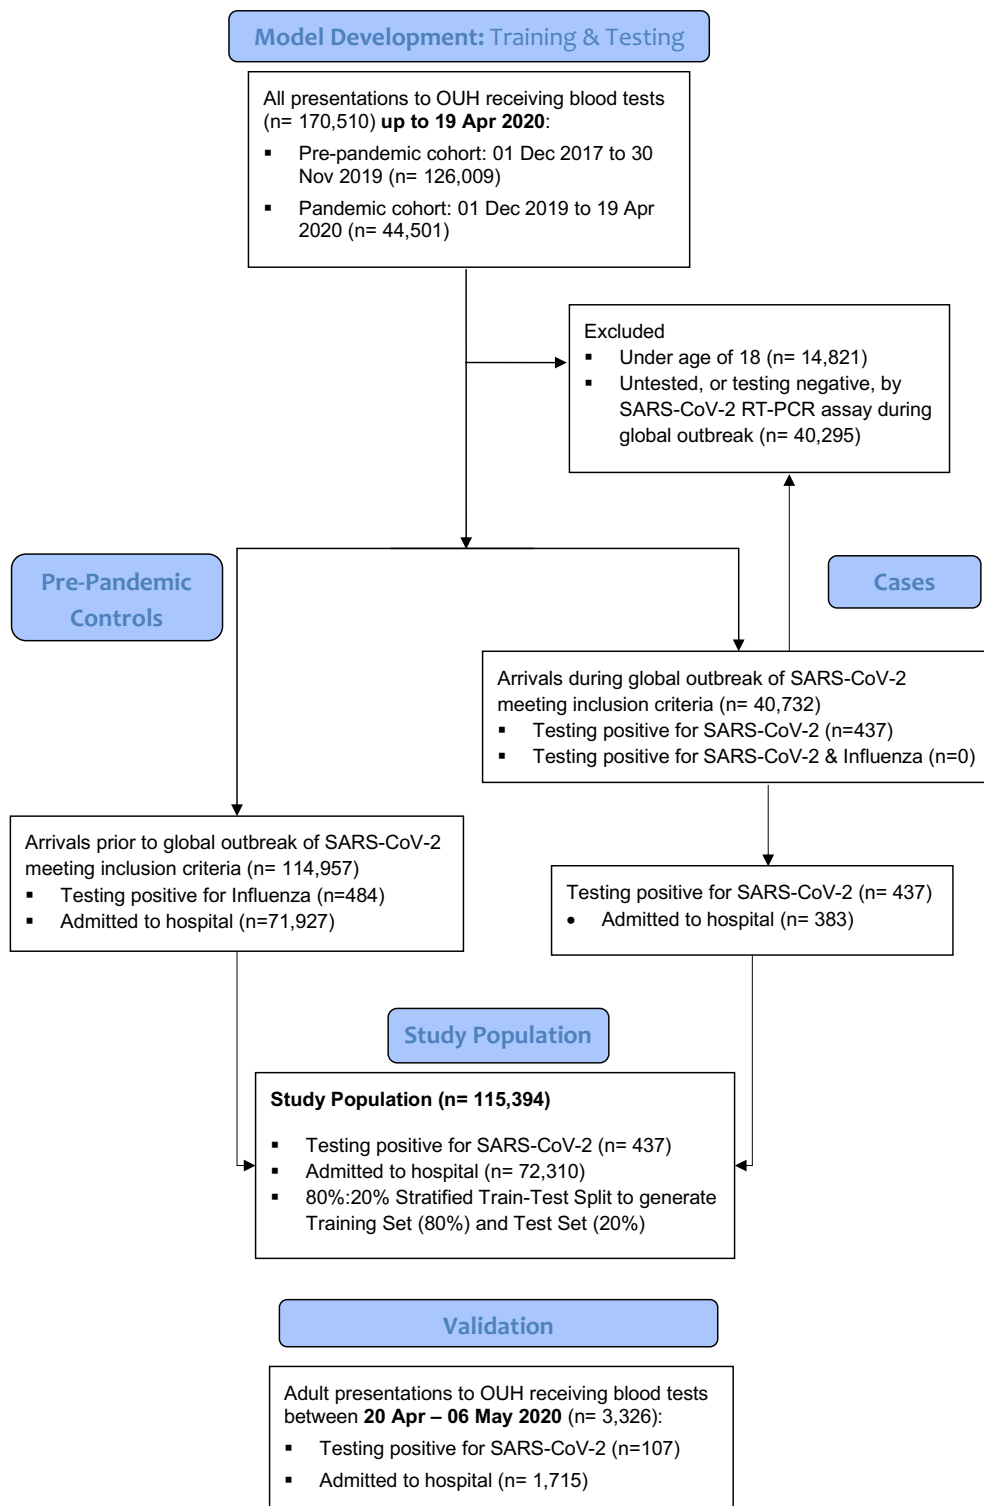 Model Development: Training & Testing
All presentations to OUH receiving blood tests
(n= 170,510) up to 19 Apr 2020:
▪ Pre-pandemic cohort: 01 Dec 2017 to 30
Nov 2019 (n= 126,009)
▪ Pandemic cohort: 01 Dec 2019 to 19 Apr
2020 (n= 44,501)
Excluded
▪ Under age of 18 (n= 14,821)
▪ Untested, or testing negative, by
SARS-CoV-2 RT-PCR assay during
global outbreak (n= 40,295)
Pre-Pandemic
Controls
Cases
Arrivals during global outbreak of SARS-CoV-2
meeting inclusion criteria (n= 40,732)
▪ Testing positive for SARS-CoV-2 (n=437)
▪ Testing positive for SARS-CoV-2 & Influenza (n=0)
Arrivals prior to global outbreak of SARS-CoV-2
meeting inclusion criteria (n= 114,957)
▪ Testing positive for Influenza (n=484)
▪ Admitted to hospital (n=71,927)
Testing positive for SARS-CoV-2 (n= 437)
• Admitted to hospital (n= 383)
Study Population
Study Population (n= 115,394)
▪ Testing positive for SARS-CoV-2 (n= 437)
▪ Admitted to hospital (n= 72,310)
▪ 80%:20% Stratified Train-Test Split to generate
Training Set (80%) and Test Set (20%)
Validation
Adult presentations to OUH receiving blood tests
between 20 Apr – 06 May 2020 (n= 3,326):
▪ Testing positive for SARS-CoV-2 (n=107)
▪ Admitted to hospital (n= 1,715)